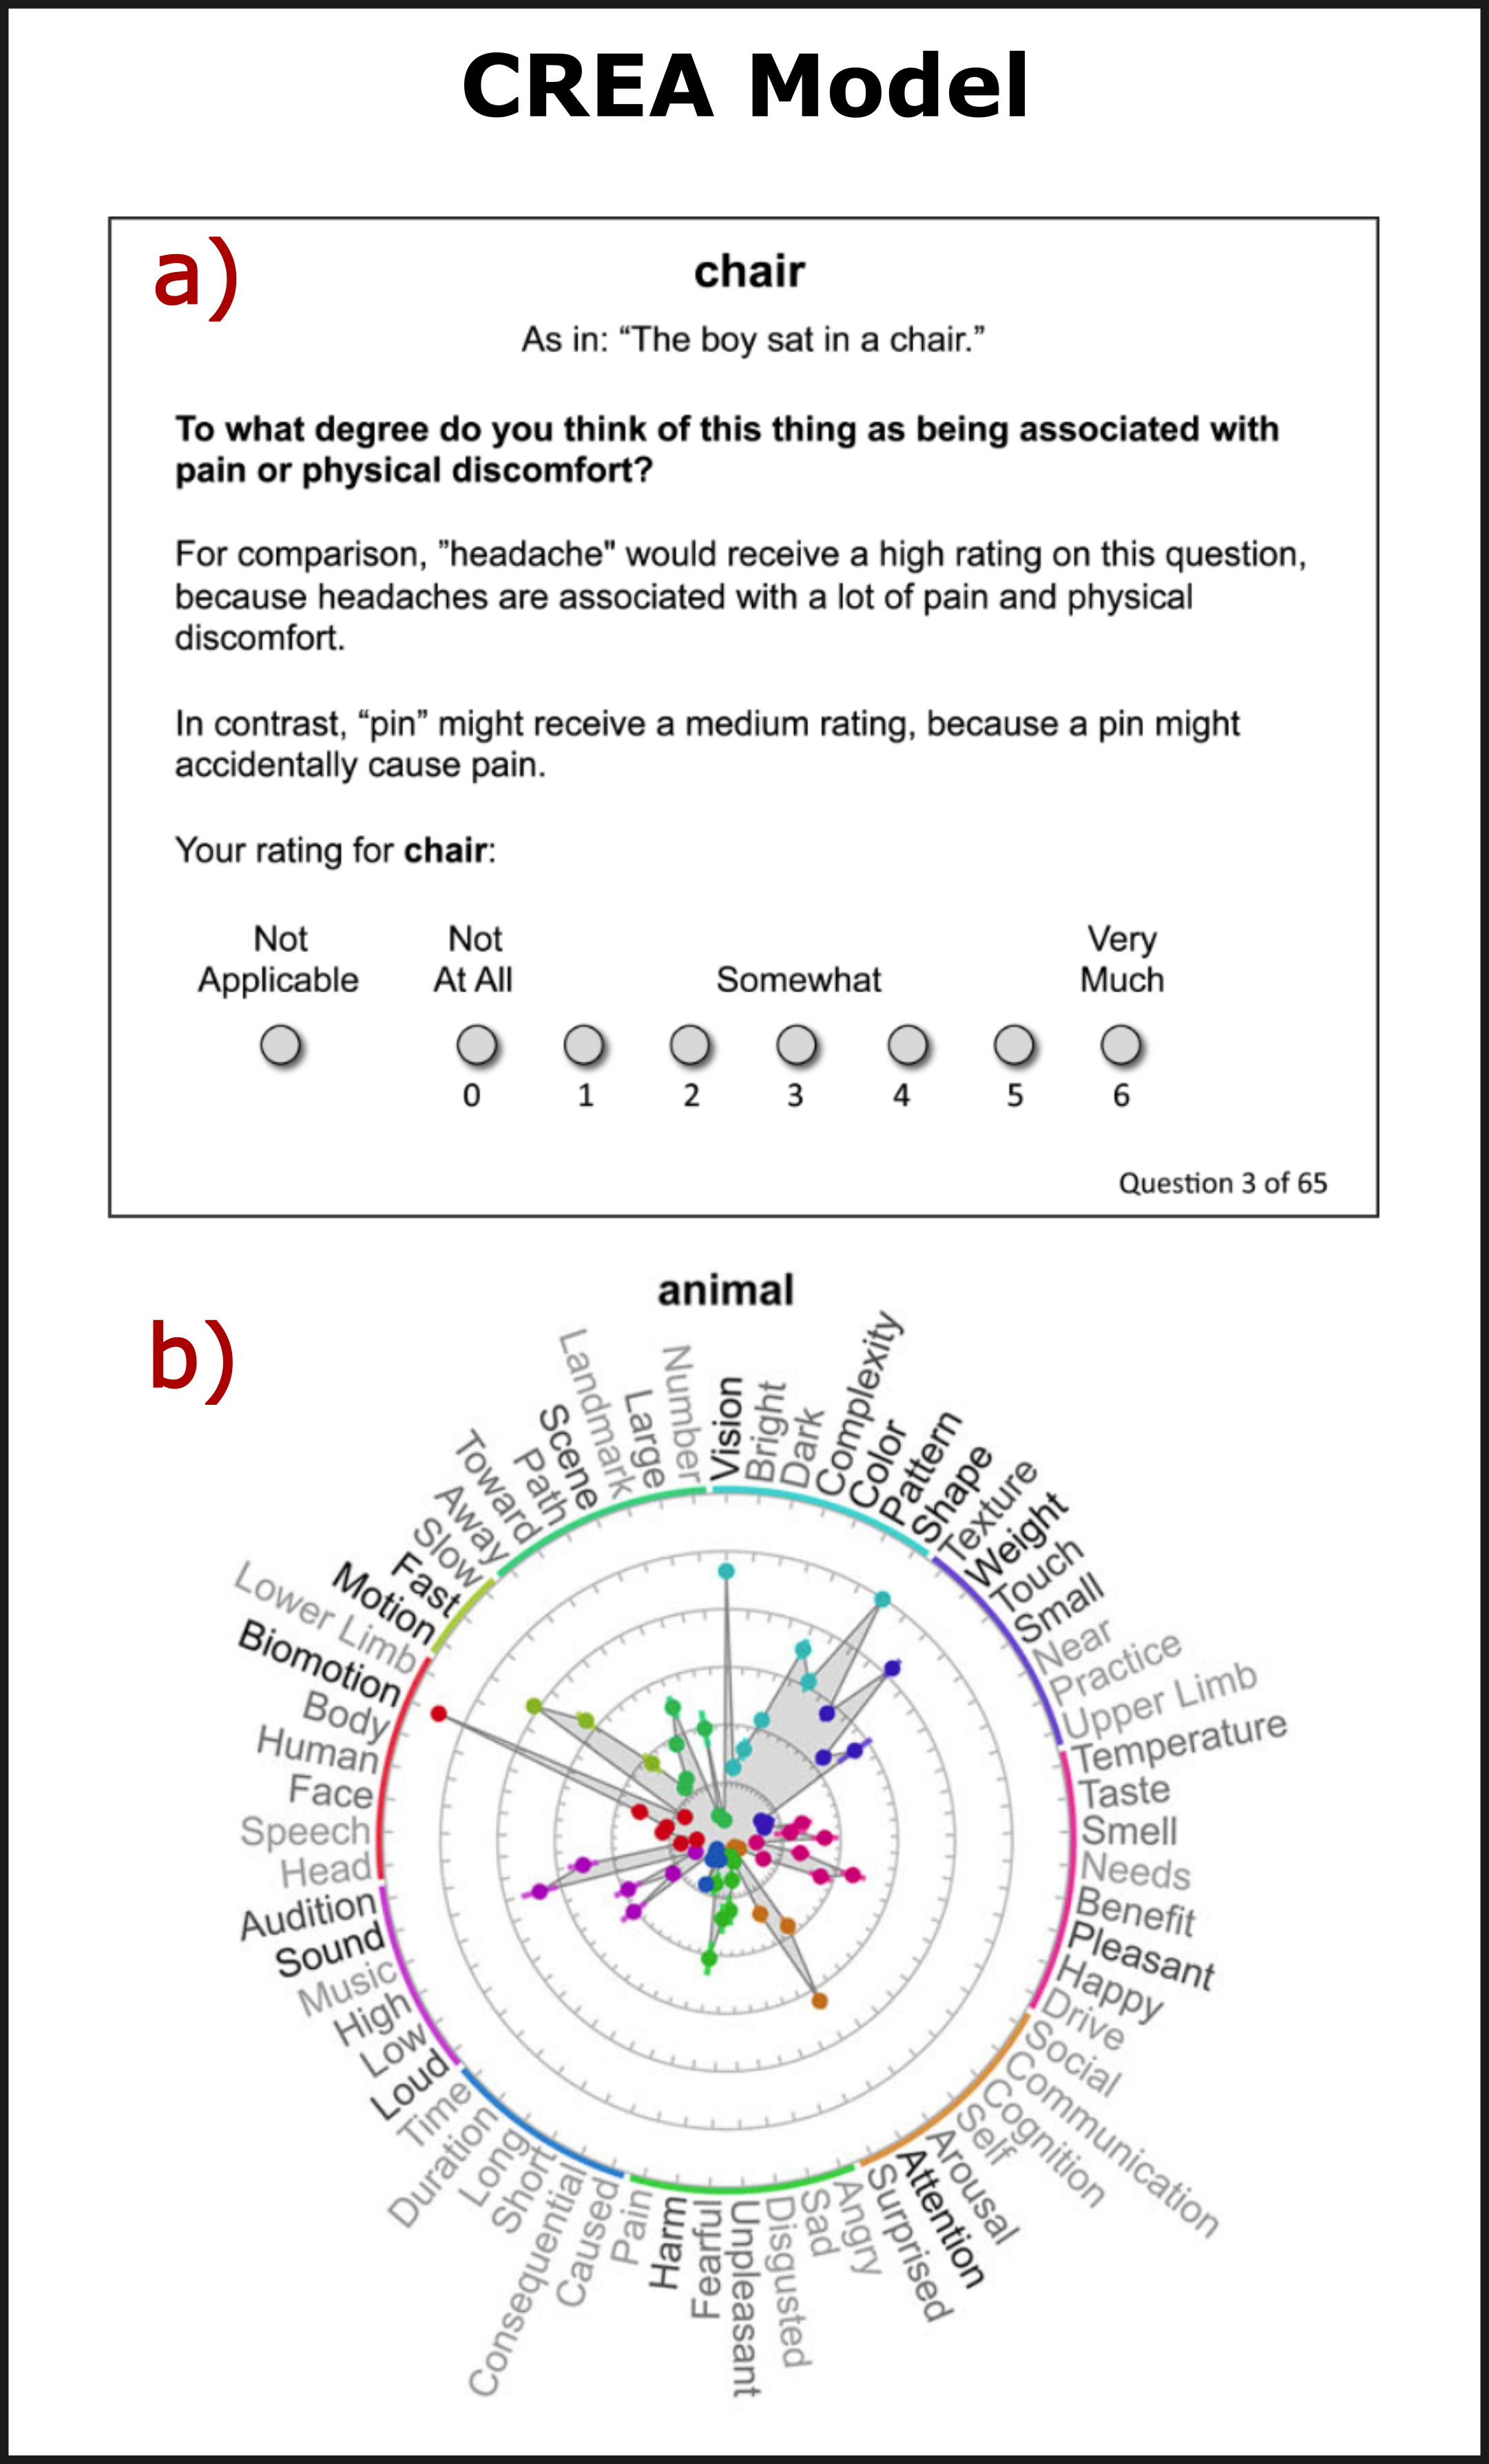 CREA Model
a)
chair
As in: “The boy sat in a chair.”
To what degree do you think of this thing as being associated with
pain or physical discomfort?
For comparison, ”headache" would receive a high rating on this question,
because headaches are associated with a lot of pain and physical
discomfort.
In contrast, “pin” might receive a medium rating, because a pin might
accidentally cause pain.
Your rating for chair:
Not Applicable
Not At All
Somewhat
Very Much
0 1 2 3 4 5 6
Question 3 of 65
animal
b)
Vision
Bright
Dark
Complexity
Color
Pattern
Shape
Texture
Weight
Touch
Small
Near
Practice
Upper Limb
Temperature
Taste
Smell
Needs
Benefit
Pleasant
Happy
Drive
Social
Communication
Cognition
Self
Arousal
Attention
Surprised
Angry
Sad
Disgusted
Unpleasant
Fearful
Harm
Pain
Caused
Consequential
Short
Long
Duration
Time
Loud
Low
High
Music
Sound
Audition
Head
Speech
Face
Human
Body
Biomotion
Lower Limb
Motion
Fast
Slow
Away
Toward
Path
Scene
Landmark
Large
Number